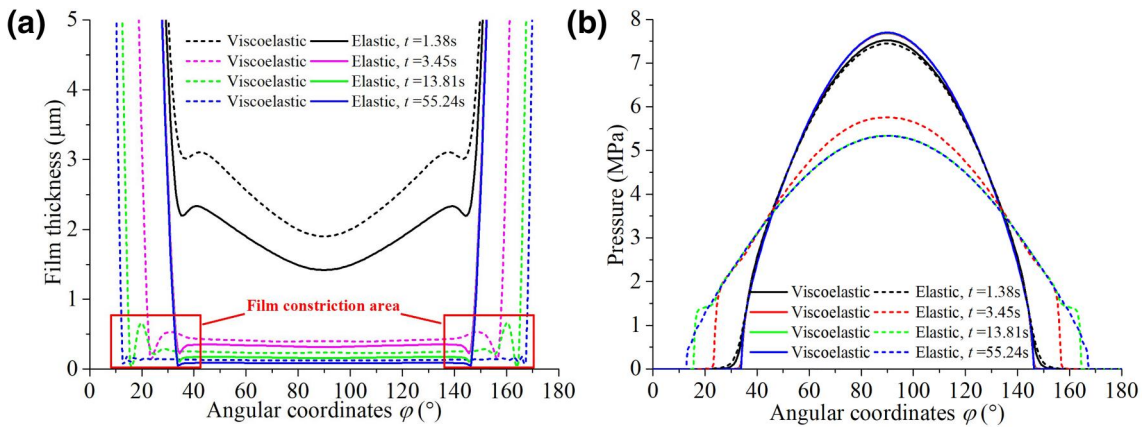 (a)
5
4
3
2
1
0
Film thickness (μm)
Viscoelastic Elastic, t=1.38s
Viscoelastic Elastic, t=3.45s
Viscoelastic Elastic, t=13.81s
Viscoelastic Elastic, t=55.24s
Film constriction area
0 20 40 60 80 100 120 140 160 180
Angular coordinates φ (°)
(b)
8
7
6
5
4
3
2
1
0
Pressure (MPa)
Viscoelastic Elastic, t=1.38s
Viscoelastic Elastic, t=3.45s
Viscoelastic Elastic, t=13.81s
Viscoelastic Elastic, t=55.24s
0 20 40 60 80 100 120 140 160 180
Angular coordinates φ (°)